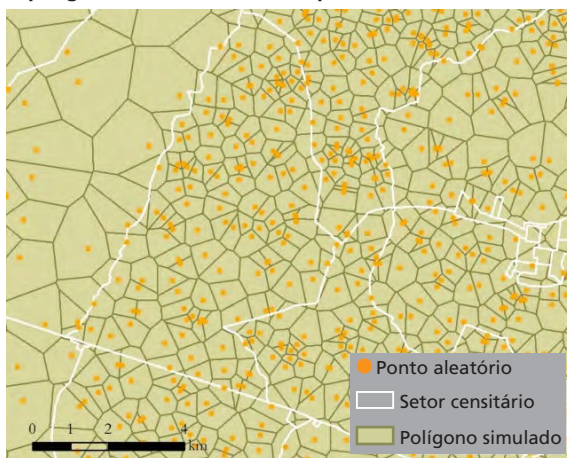 Ponto aleatório
Setor censitário
Polígono simulado
0 1 2 4
km